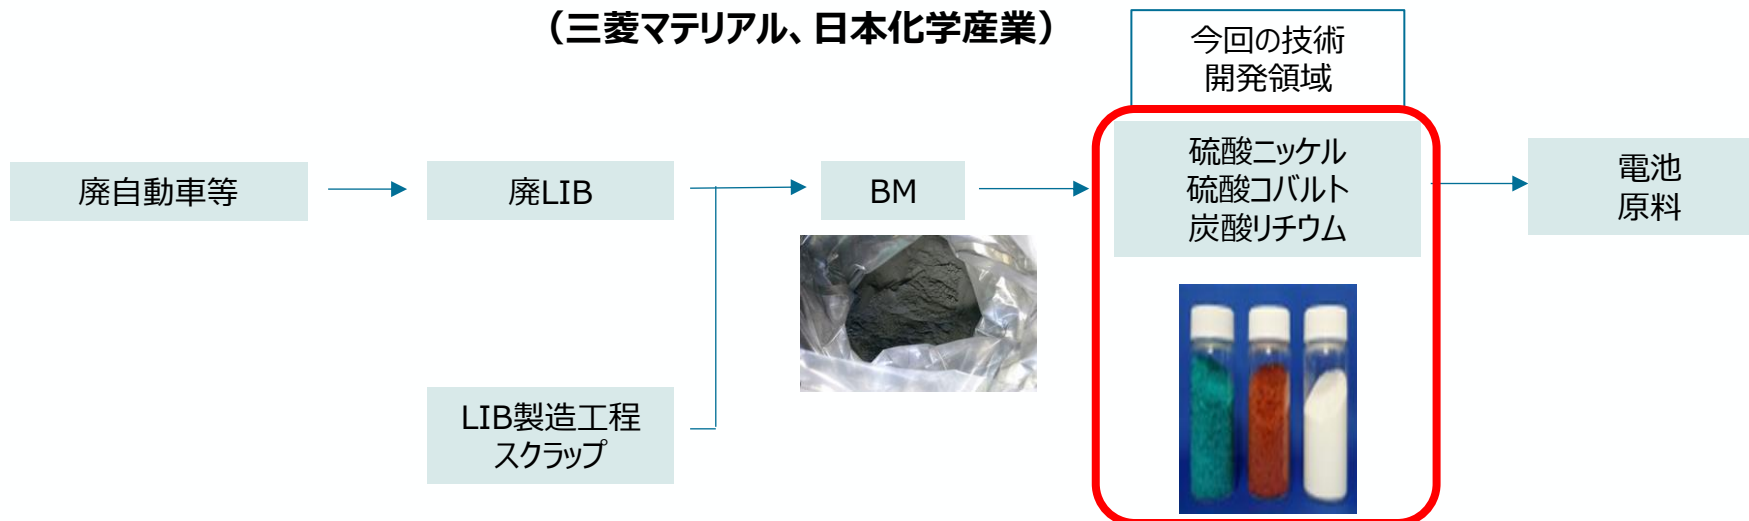 （三菱マテリアル、日本化学産業）
今回の技術
開発領域
廃自動車等
廃LIB
BM
硫酸ニッケル
硫酸コバルト
炭酸リチウム
電池
原料
LIB製造工程
スクラップ